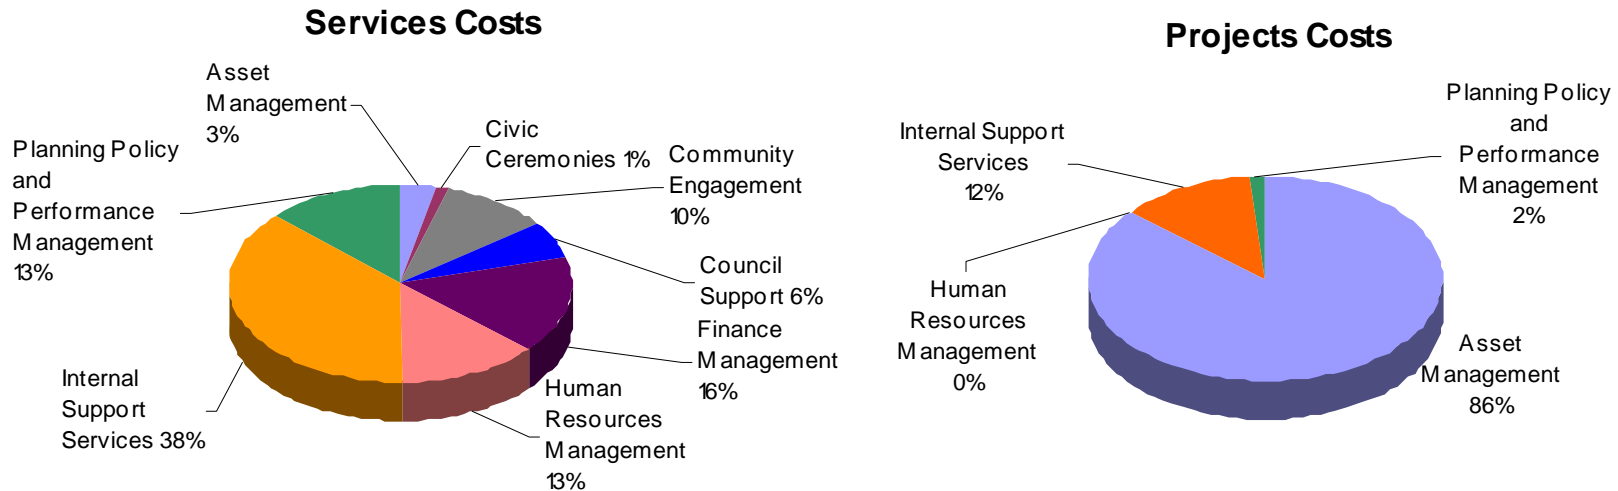 Services Costs
Asset
Management
3%
Civic
Ceremonies 1%
Community
Engagement
10%
Council
Support 6%
Finance
Management
16%
Human
Resources
Management
13%
Internal
Support
Services 38%
Planning Policy
and
Performance
Management
13%
Projects Costs
Planning Policy
and
Performance
Management
2%
Internal Support
Services
12%
Human
Resources
Management
0%
Asset
Management
86%